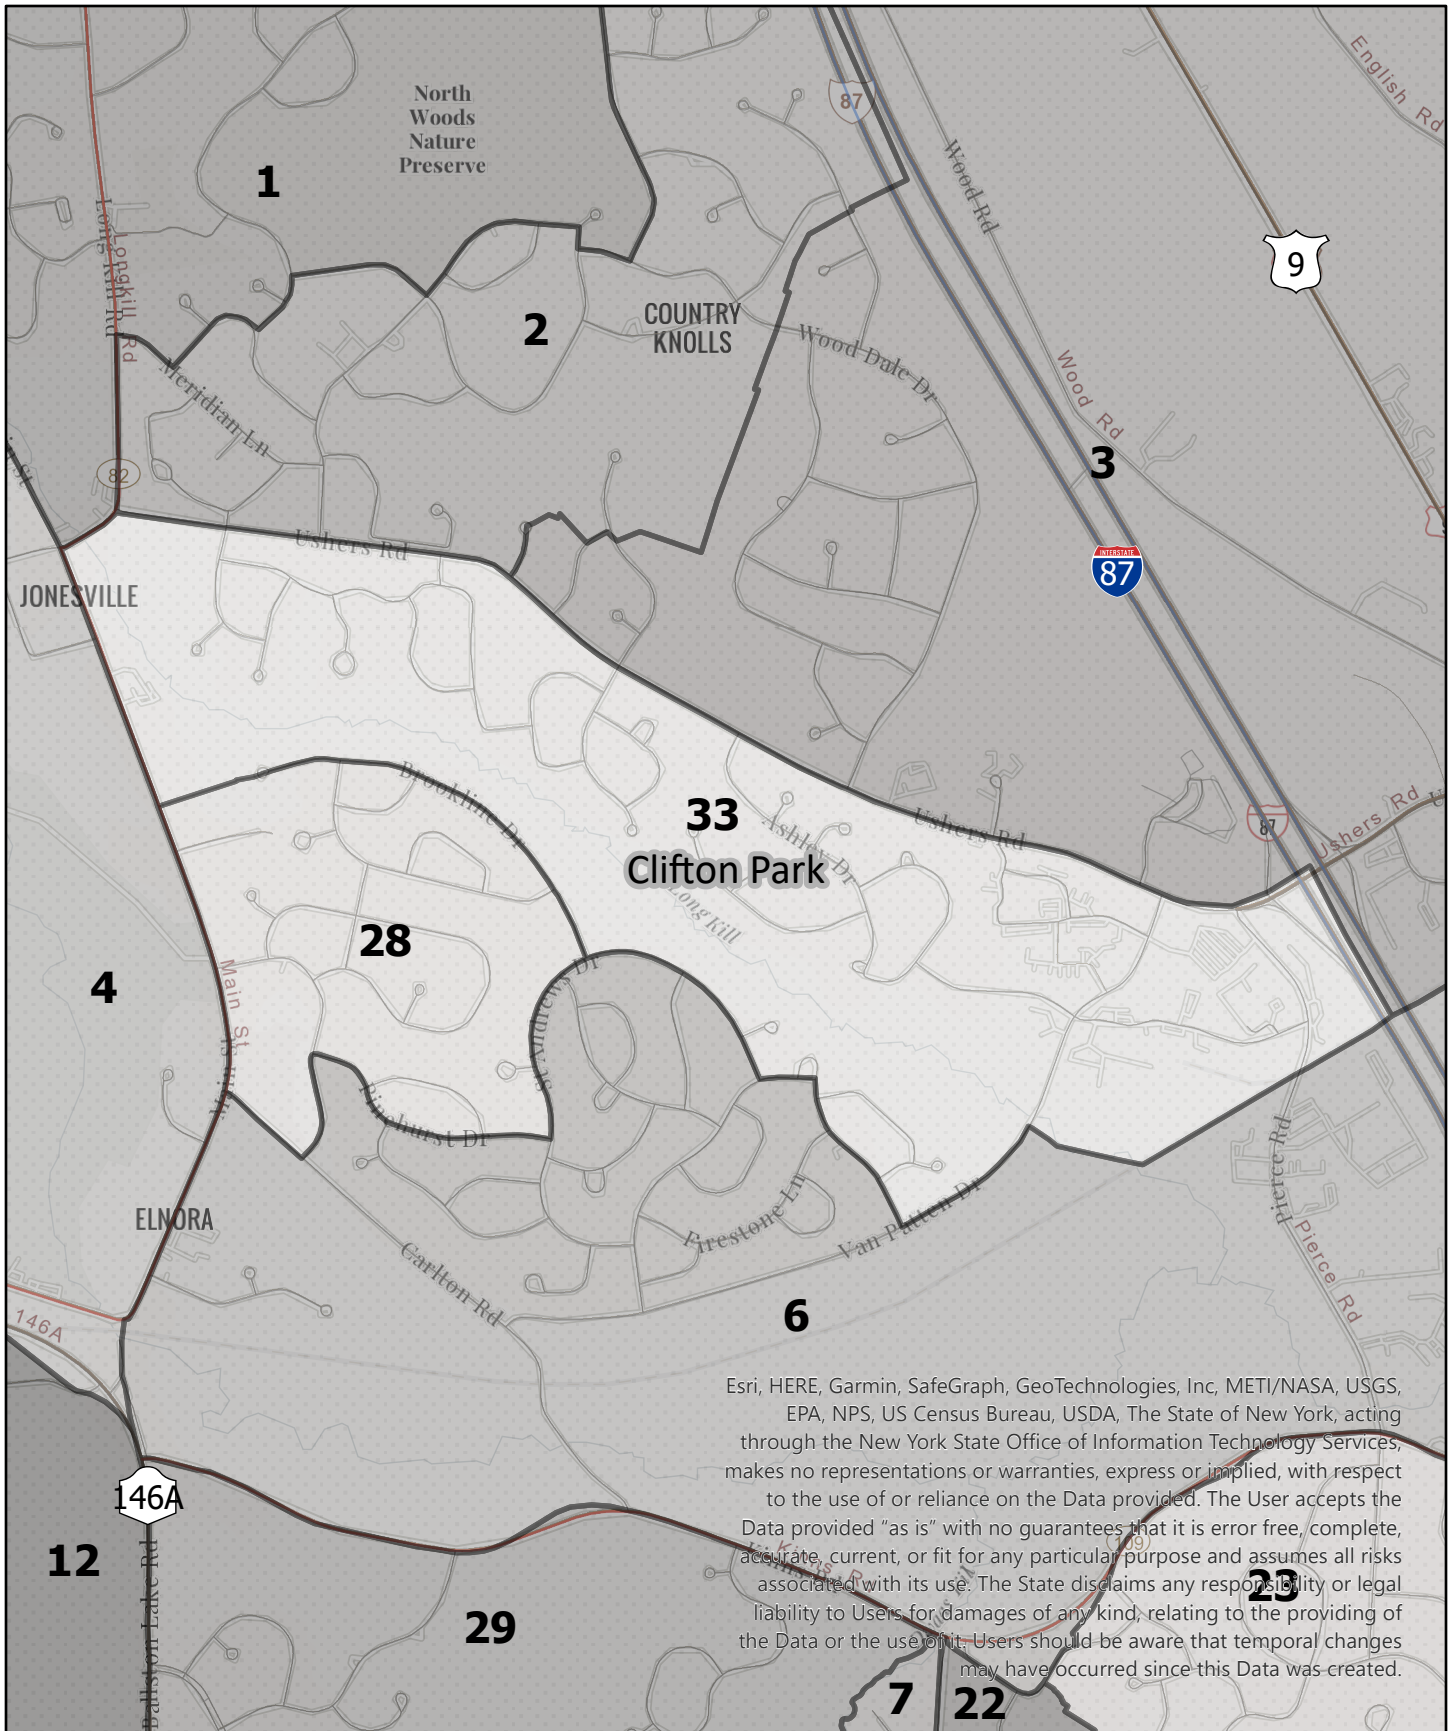 North
Woods
Nature
Preserve
1
87
English Rd
Wood Rd
9
Longkill Rd
Long Kill Rd
2
COUNTRY
KNOLLS
Wood Dale Dr
Meridian Ln
Wood Rd
82
3
Ushers Rd
INTERSTATE
87
JONESVILLE
Brookline Dr
33
Clifton Park
Ashley Dr
Long Kill
Ushers Rd
87
Ushers Rd
28
4
Main St
Main St
St Andrews Dr
Pinehurst Dr
Pierce Rd
ELNORA
Firestone Ln
Van Patten Dr
Carlton Rd
Pierce Rd
146A
6
Esri, HERE, Garmin, SafeGraph, GeoTechnologies, Inc, METI/NASA, USGS,
EPA, NPS, US Census Bureau, USDA, The State of New York, acting
through the New York State Office of Information Technology Services,
makes no representations or warranties, express or implied, with respect
to the use of or reliance on the Data provided. The User accepts the
Data provided “as is” with no guarantees that it is error free, complete,
accurate, current, or fit for any particular purpose and assumes all risks
associated with its use. The State disclaims any responsibility or legal
liability to Users for damages of any kind, relating to the providing of
the Data or the use of it. Users should be aware that temporal changes
may have occurred since this Data was created.
146A
109
12
Kinns R
23
29
Ballston Lake Rd
7
22